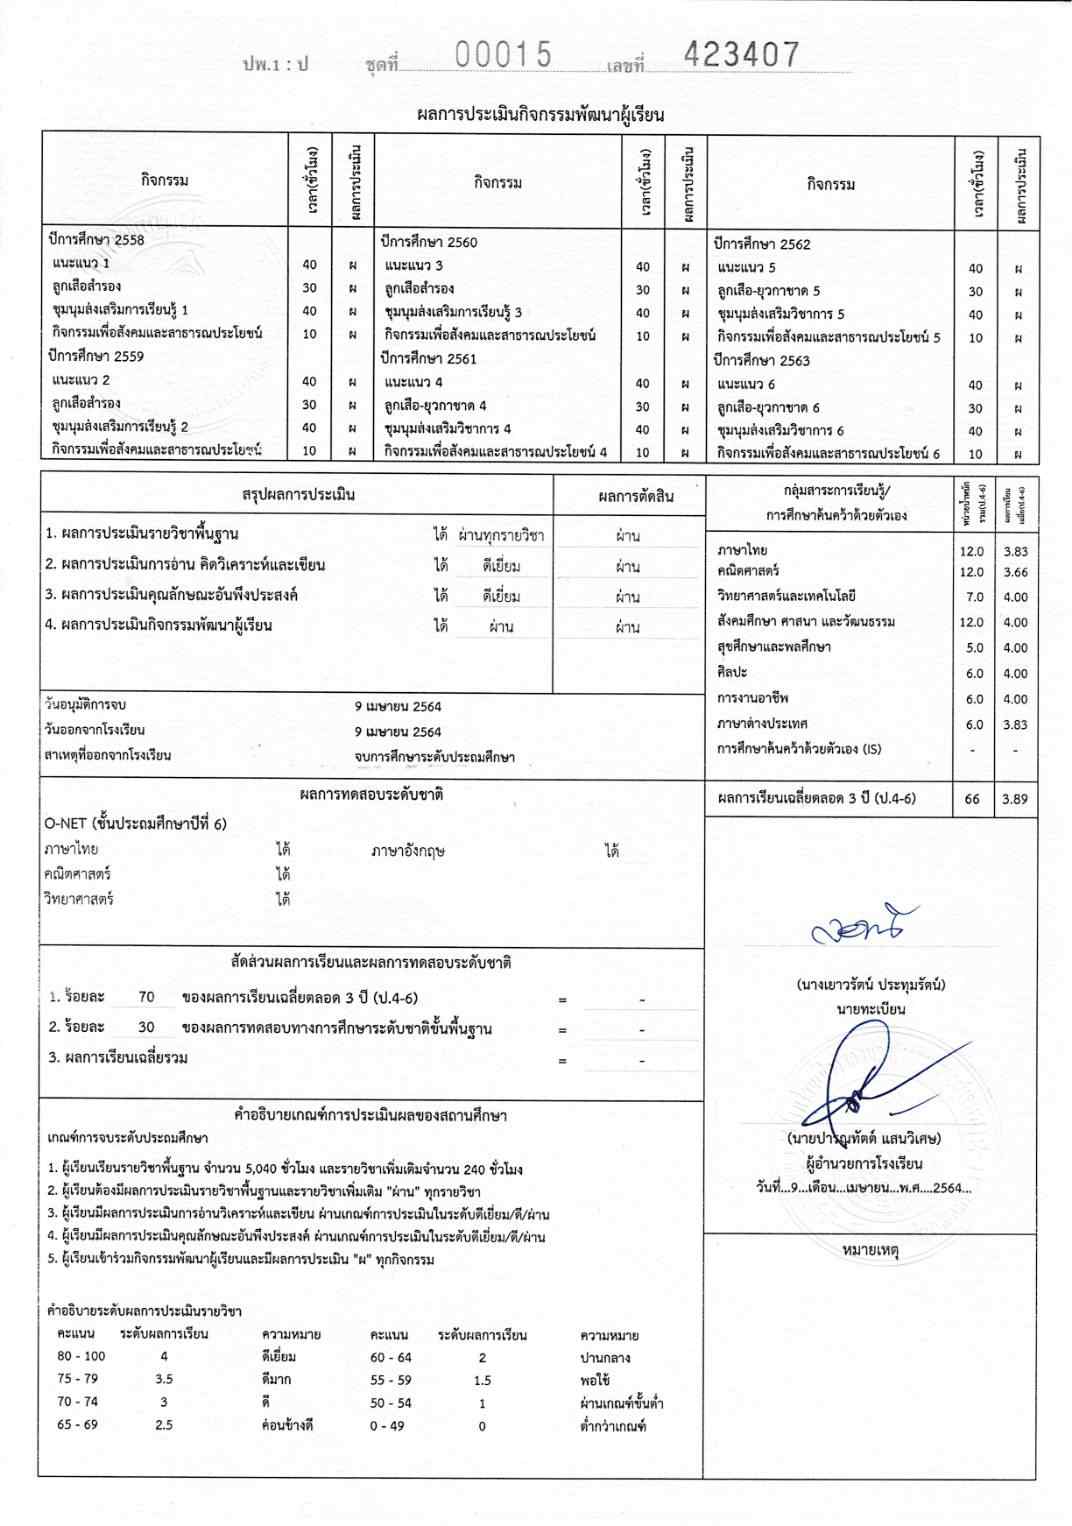 ปพ.1 : ป ชุดที่ 00015 เลขที่ 423407
ผลการประเมินกิจกรรมพัฒนาผู้เรียน
กิจกรรม เวลา(ชั่วโมง) ผลการประเมิน กิจกรรม เวลา(ชั่วโมง) ผลการประเมิน กิจกรรม เวลา(ชั่วโมง) ผลการประเมิน
ปีการศึกษา 2558 ปีการศึกษา 2560 ปีการศึกษา 2562
แนะแนว 1 40 ผ แนะแนว 3 40 ผ แนะแนว 5 40 ผ
ลูกเสือสำรอง 30 ผ ลูกเสือสำรอง 30 ผ ลูกเสือ-ยุวกาชาด 5 30 ผ
ชุมนุมส่งเสริมการเรียนรู้ 1 40 ผ ชุมนุมส่งเสริมการเรียนรู้ 3 40 ผ ชุมนุมส่งเสริมวิชาการ 5 40 ผ
กิจกรรมเพื่อสังคมและสาธารณประโยชน์ 10 ผ กิจกรรมเพื่อสังคมและสาธารณประโยชน์ 10 ผ กิจกรรมเพื่อสังคมและสาธารณประโยชน์ 5 10 ผ
ปีการศึกษา 2559 ปีการศึกษา 2561 ปีการศึกษา 2563
แนะแนว 2 40 ผ แนะแนว 4 40 ผ แนะแนว 6 40 ผ
ลูกเสือสำรอง 30 ผ ลูกเสือ-ยุวกาชาด 4 30 ผ ลูกเสือ-ยุวกาชาด 6 30 ผ
ชุมนุมส่งเสริมการเรียนรู้ 2 40 ผ ชุมนุมส่งเสริมวิชาการ 4 40 ผ ชุมนุมส่งเสริมวิชาการ 6 40 ผ
กิจกรรมเพื่อสังคมและสาธารณประโยชน์ 10 ผ กิจกรรมเพื่อสังคมและสาธารณประโยชน์ 4 10 ผ กิจกรรมเพื่อสังคมและสาธารณประโยชน์ 6 10 ผ
สรุปผลการประเมิน ผลการตัดสิน
1. ผลการประเมินรายวิชาพื้นฐาน ได้ ผ่านทุกรายวิชา ผ่าน
2. ผลการประเมินการอ่าน คิดวิเคราะห์และเขียน ได้ ดีเยี่ยม ผ่าน
3. ผลการประเมินคุณลักษณะอันพึงประสงค์ ได้ ดีเยี่ยม ผ่าน
4. ผลการประเมินกิจกรรมพัฒนาผู้เรียน ได้ ผ่าน ผ่าน
วันอนุมัติการจบ 9 เมษายน 2564
วันออกจากโรงเรียน 9 เมษายน 2564
สาเหตุที่ออกจากโรงเรียน จบการศึกษาระดับประถมศึกษา
กลุ่มสาระการเรียนรู้/
การศึกษาค้นคว้าด้วยตัวเอง
หน่วยน้ำหนัก
รวม(ป.4-6)
ผลการเรียน
เฉลี่ย(ป.4-6)
ภาษาไทย 12.0 3.83
คณิตศาสตร์ 12.0 3.66
วิทยาศาสตร์และเทคโนโลยี 7.0 4.00
สังคมศึกษา ศาสนา และวัฒนธรรม 12.0 4.00
สุขศึกษาและพลศึกษา 5.0 4.00
ศิลปะ 6.0 4.00
การงานอาชีพ 6.0 4.00
ภาษาต่างประเทศ 6.0 3.83
การศึกษาค้นคว้าด้วยตัวเอง (IS) - -
ผลการเรียนเฉลี่ยตลอด 3 ปี (ป.4-6) 66 3.89
ผลการทดสอบระดับชาติ
O-NET (ชั้นประถมศึกษาปีที่ 6)
ภาษาไทย ได้ ภาษาอังกฤษ ได้
คณิตศาสตร์ ได้
วิทยาศาสตร์ ได้
สัดส่วนผลการเรียนและผลการทดสอบระดับชาติ
1. ร้อยละ 70 ของผลการเรียนเฉลี่ยตลอด 3 ปี (ป.4-6) = -
2. ร้อยละ 30 ของผลการทดสอบทางการศึกษาระดับชาติขั้นพื้นฐาน = -
3. ผลการเรียนเฉลี่ยรวม = -
(นางเยาวรัตน์ ประทุมรัตน์)
นายทะเบียน
(นายปารณทัตต์ แสนวิเศษ)
ผู้อำนวยการโรงเรียน
วันที่...9...เดือน...เมษายน...พ.ศ....2564...
หมายเหตุ
คำอธิบายเกณฑ์การประเมินผลของสถานศึกษา
เกณฑ์การจบระดับประถมศึกษา
1. ผู้เรียนเรียนรายวิชาพื้นฐาน จำนวน 5,040 ชั่วโมง และรายวิชาเพิ่มเติมจำนวน 240 ชั่วโมง
2. ผู้เรียนต้องมีผลการประเมินรายวิชาพื้นฐานและรายวิชาเพิ่มเติม "ผ่าน" ทุกรายวิชา
3. ผู้เรียนมีผลการประเมินการอ่านวิเคราะห์และเขียน ผ่านเกณฑ์การประเมินในระดับดีเยี่ยม/ดี/ผ่าน
4. ผู้เรียนมีผลการประเมินคุณลักษณะอันพึงประสงค์ ผ่านเกณฑ์การประเมินในระดับดีเยี่ยม/ดี/ผ่าน
5. ผู้เรียนเข้าร่วมกิจกรรมพัฒนาผู้เรียนและมีผลการประเมิน "ผ" ทุกกิจกรรม
คำอธิบายระดับผลการประเมินรายวิชา
คะแนน ระดับผลการเรียน ความหมาย คะแนน ระดับผลการเรียน ความหมาย
80 - 100 4 ดีเยี่ยม 60 - 64 2 ปานกลาง
75 - 79 3.5 ดีมาก 55 - 59 1.5 พอใช้
70 - 74 3 ดี 50 - 54 1 ผ่านเกณฑ์ขั้นต่ำ
65 - 69 2.5 ค่อนข้างดี 0 - 49 0 ต่ำกว่าเกณฑ์